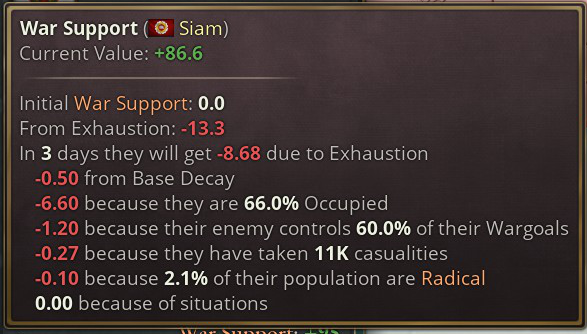 War Support (Siam)
Current Value: +86.6
Initial War Support: 0.0
From Exhaustion: -13.3
In 3 days they will get -8.68 due to Exhaustion
-0.50 from Base Decay
-6.60 because they are 66.0% Occupied
-1.20 because their enemy controls 60.0% of their Wargoals
-0.27 because they have taken 11K casualties
-0.10 because 2.1% of their population are Radical
0.00 because of situations
War Support: